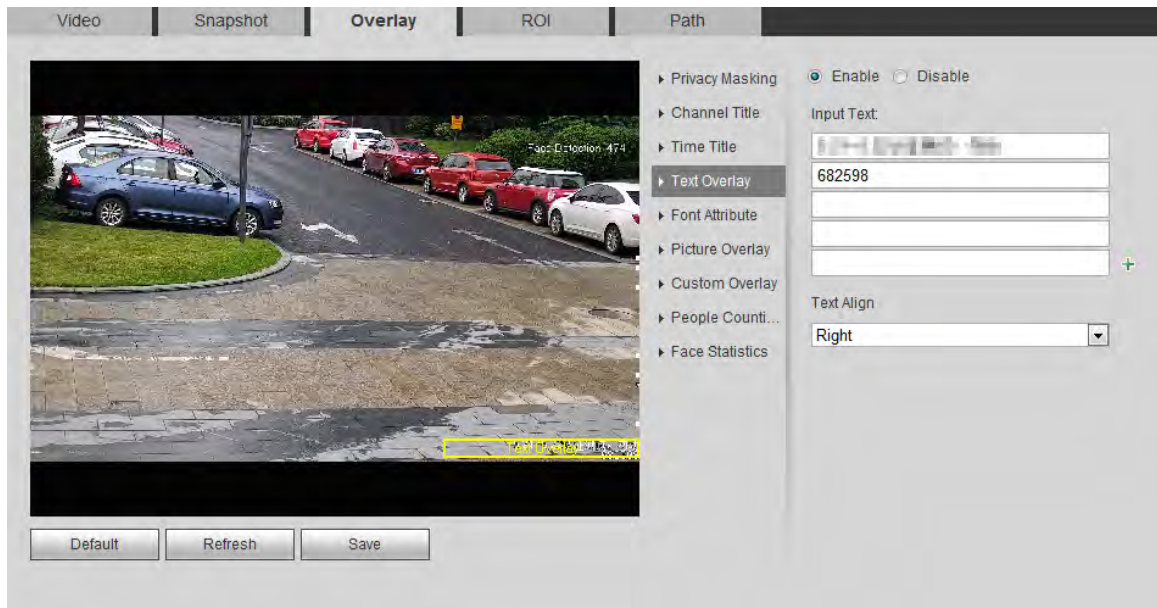 Video
Snapshot
Overlay
ROI
Path
Face Detection 474
Text Overlay
Default
Refresh
Save
Privacy Masking
Channel Title
Time Title
Text Overlay
Font Attribute
Picture Overlay
Custom Overlay
People Counti...
Face Statistics
Enable
Disable
Input Text:
682598
Text Align
Right